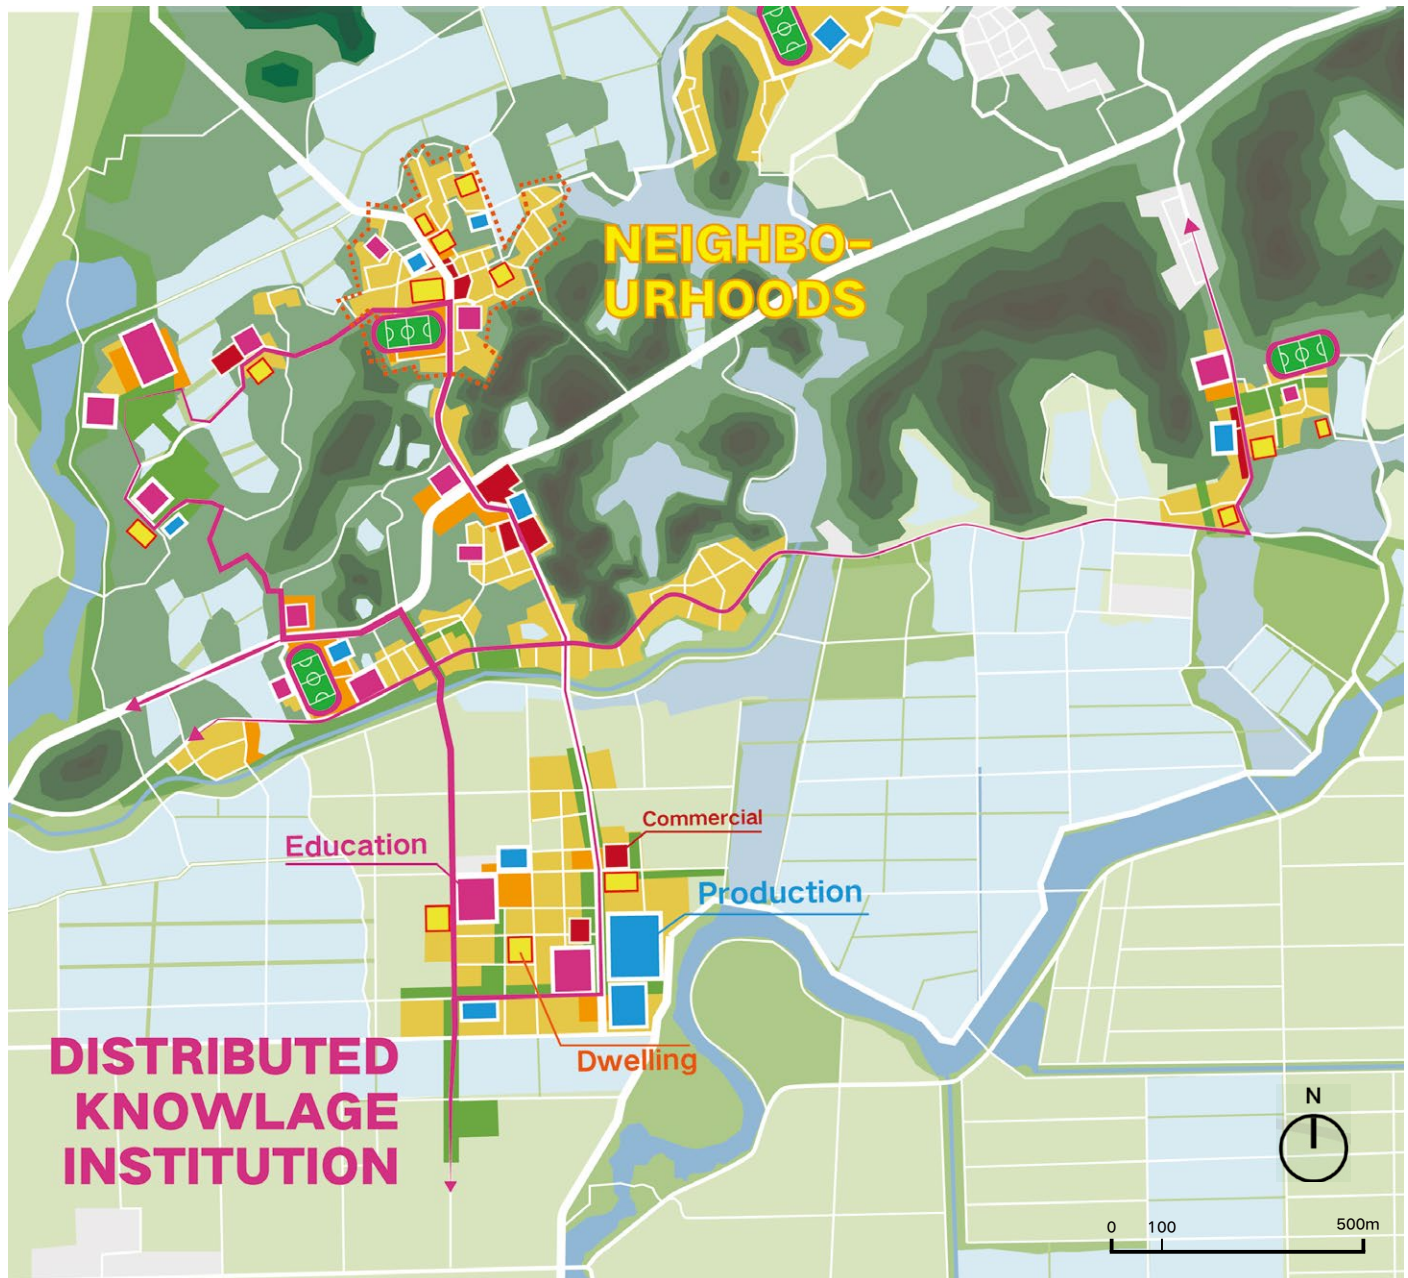 NEIGHBO-
URHOODS
Commercial
Education
Production
Dwelling
DISTRIBUTED
KNOWLAGE
INSTITUTION
N
0 100 500m